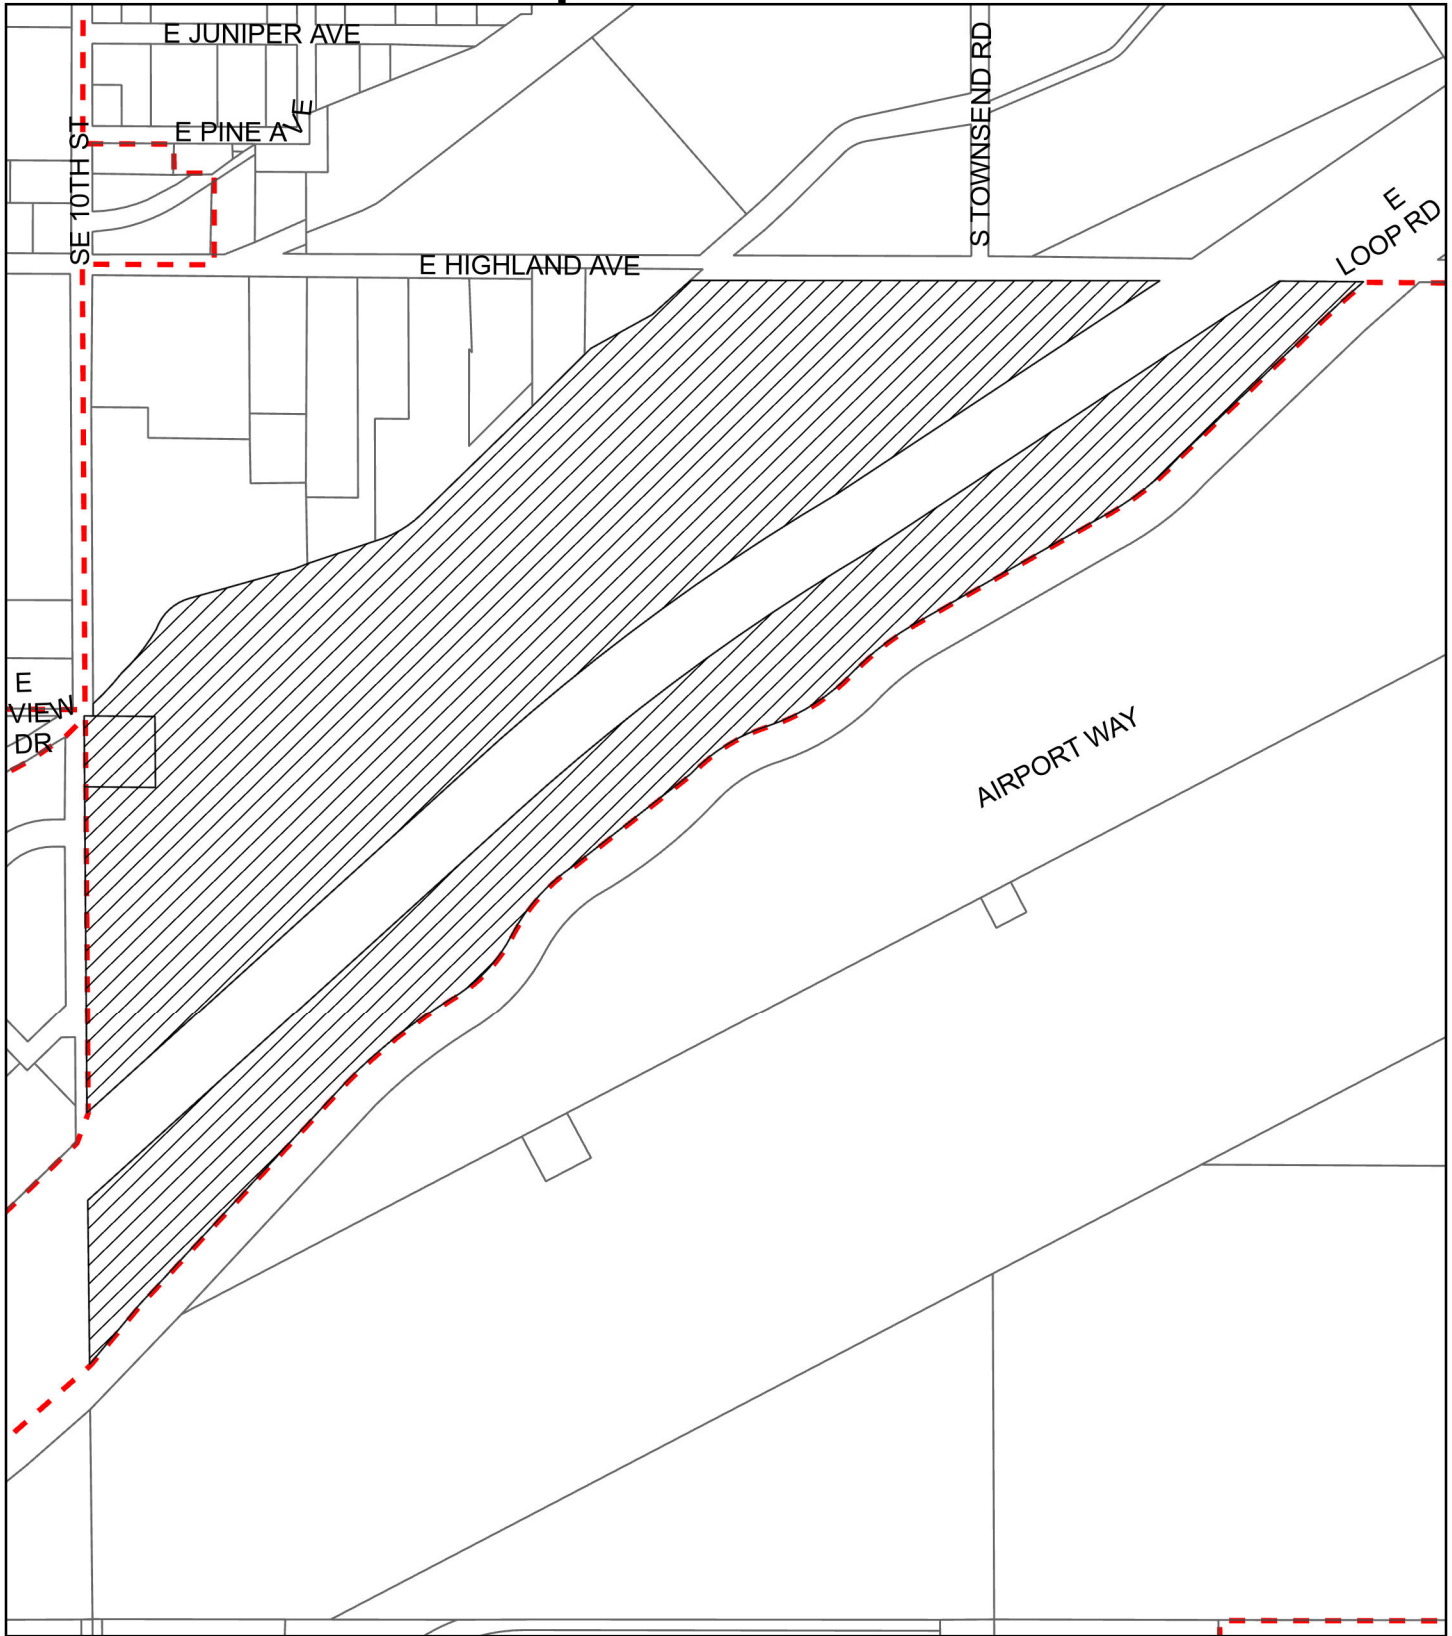 E JUNIPER AVE
E PINE AVE
SE 10TH ST
S TOWNSEND RD
E
LOOP RD
E HIGHLAND AVE
E
VIEW
DR
AIRPORT WAY